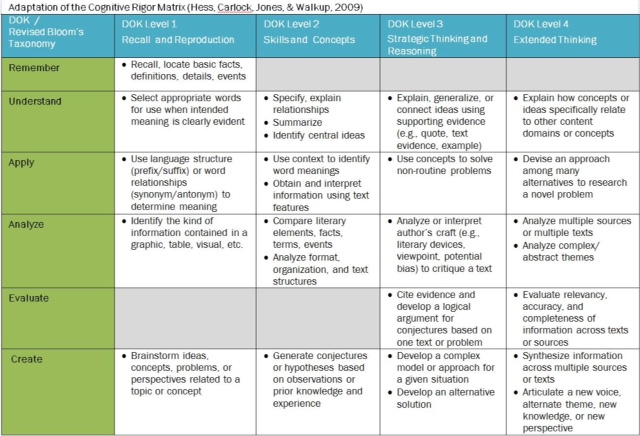 Adaptation of the Cognitive Rigor Matrix (Hess, Carlock, Jones, & Walkup, 2009)
DOK /
Revised Bloom's
Taxonomy
DOK Level 1
Recall and Reproduction
DOK Level 2
Skills and Concepts
DOK Level 3
Strategic Thinking and
Reasoning
DOK Level 4
Extended Thinking
Remember
• Recall, locate basic facts,
definitions, details, events
Understand
• Select appropriate words
for use when intended
meaning is clearly evident
• Specify, explain
relationships
• Summarize
• Identify central ideas
• Explain, generalize, or
connect ideas using
supporting evidence
(e.g., quote, text
evidence, example)
• Explain how concepts or
ideas specifically relate
to other content
domains or concepts
Apply
• Use language structure
(prefix/suffix) or word
relationships
(synonym/antonym) to
determine meaning
• Use context to identify
word meanings
• Obtain and interpret
information using text
features
• Use concepts to solve
non-routine problems
• Devise an approach
among many
alternatives to research
a novel problem
Analyze
• Identify the kind of
information contained in a
graphic, table, visual, etc.
• Compare literary
elements, facts,
terms, events
• Analyze format,
organization, and text
structures
• Analyze or interpret
author's craft (e.g.,
literary devices,
viewpoint, potential
bias) to critique a text
• Analyze multiple sources
or multiple texts
• Analyze complex/
abstract themes
Evaluate
• Cite evidence and
develop a logical
argument for
conjectures based on
one text or problem
• Evaluate relevancy,
accuracy, and
completeness of
information across texts
or sources
Create
• Brainstorm ideas,
concepts, problems, or
perspectives related to a
topic or concept
• Generate conjectures
or hypotheses based
on observations or
prior knowledge and
experience
• Develop a complex
model or approach for
a given situation
• Develop an alternative
solution
• Synthesize information
across multiple sources
or texts
• Articulate a new voice,
alternate theme, new
knowledge, or new
perspective